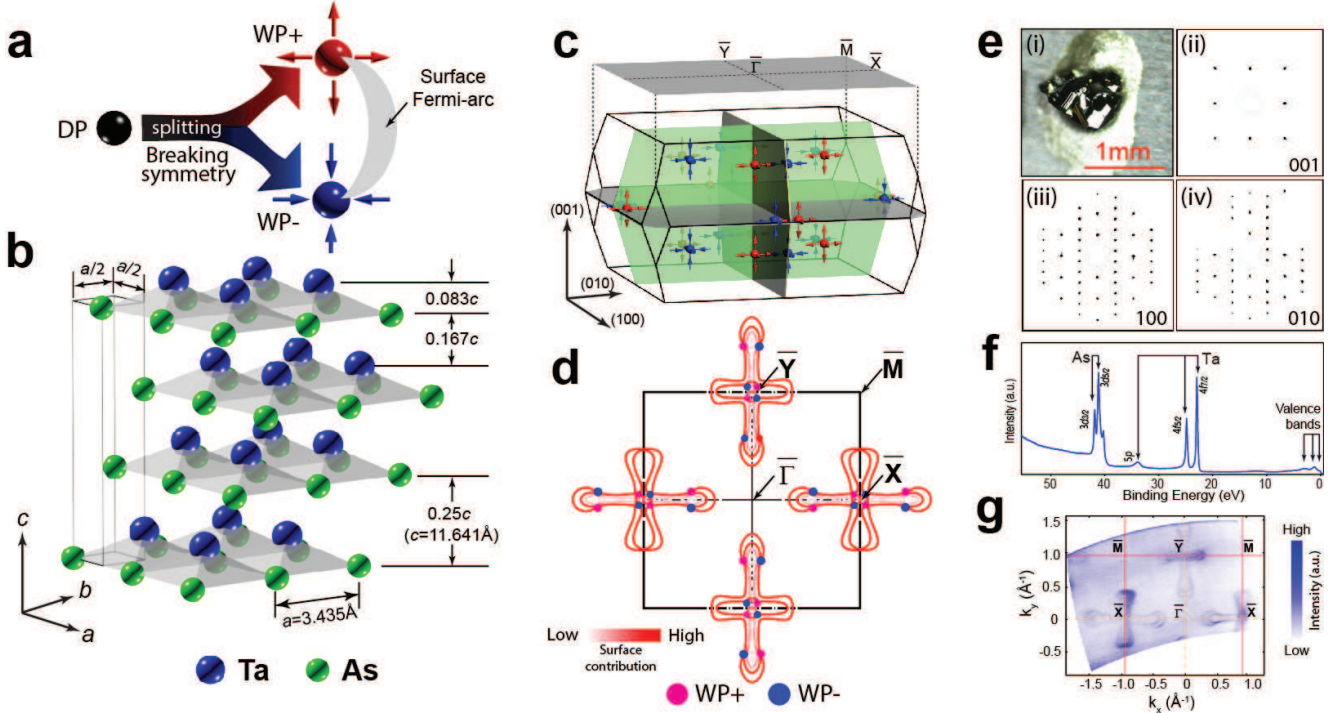 a
WP+
DP
splitting
Breaking
symmetry
Surface
Fermi-arc
WP-
b
a/2
a/2
0.083c
0.167c
0.25c
(c=11.641Å)
a=3.435Å
c
b
a
Ta
As
c
Y̅
Γ̅
M̅
X̅
(001)
(010)
(100)
d
Y̅
M̅
Γ̅
X̅
Low
High
Surface
contribution
WP+
WP-
e
(i)
1mm
(ii)
001
(iii)
100
(iv)
010
f
Intensity (a.u.)
As
3d3/2
3d5/2
Ta
5p
4f5/2
4f7/2
Valence
bands
50
40
30
20
10
0
Binding Energy (eV)
g
k_y (Å⁻¹)
1.5
1.0
0.5
0
-0.5
M̅
Y̅
M̅
X̅
Γ̅
X̅
-1.5
-1.0
-0.5
0
0.5
1.0
k_x (Å⁻¹)
High
Intensity (a.u.)
Low